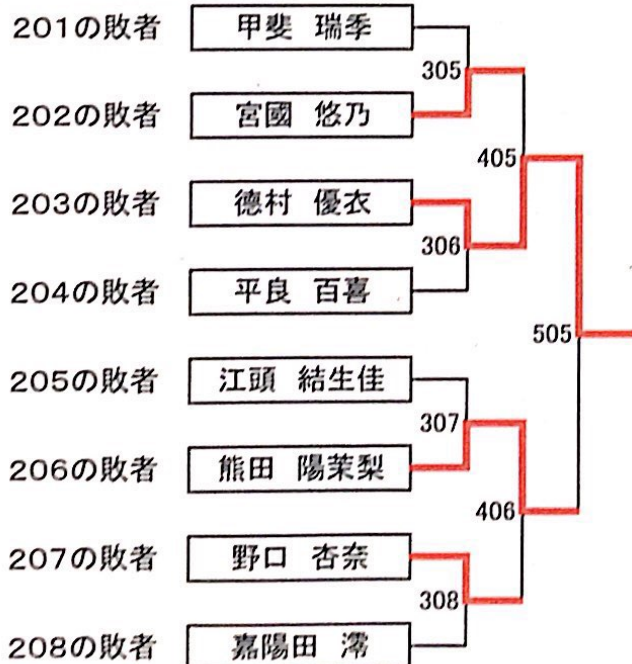 201の敗者 甲斐 瑞季
305
202の敗者 宮國 悠乃
405
203の敗者 德村 優衣
306
204の敗者 平良 百喜
505
205の敗者 江頭 結生佳
307
206の敗者 熊田 陽茉梨
406
207の敗者 野口 杏奈
308
208の敗者 嘉陽田 澪